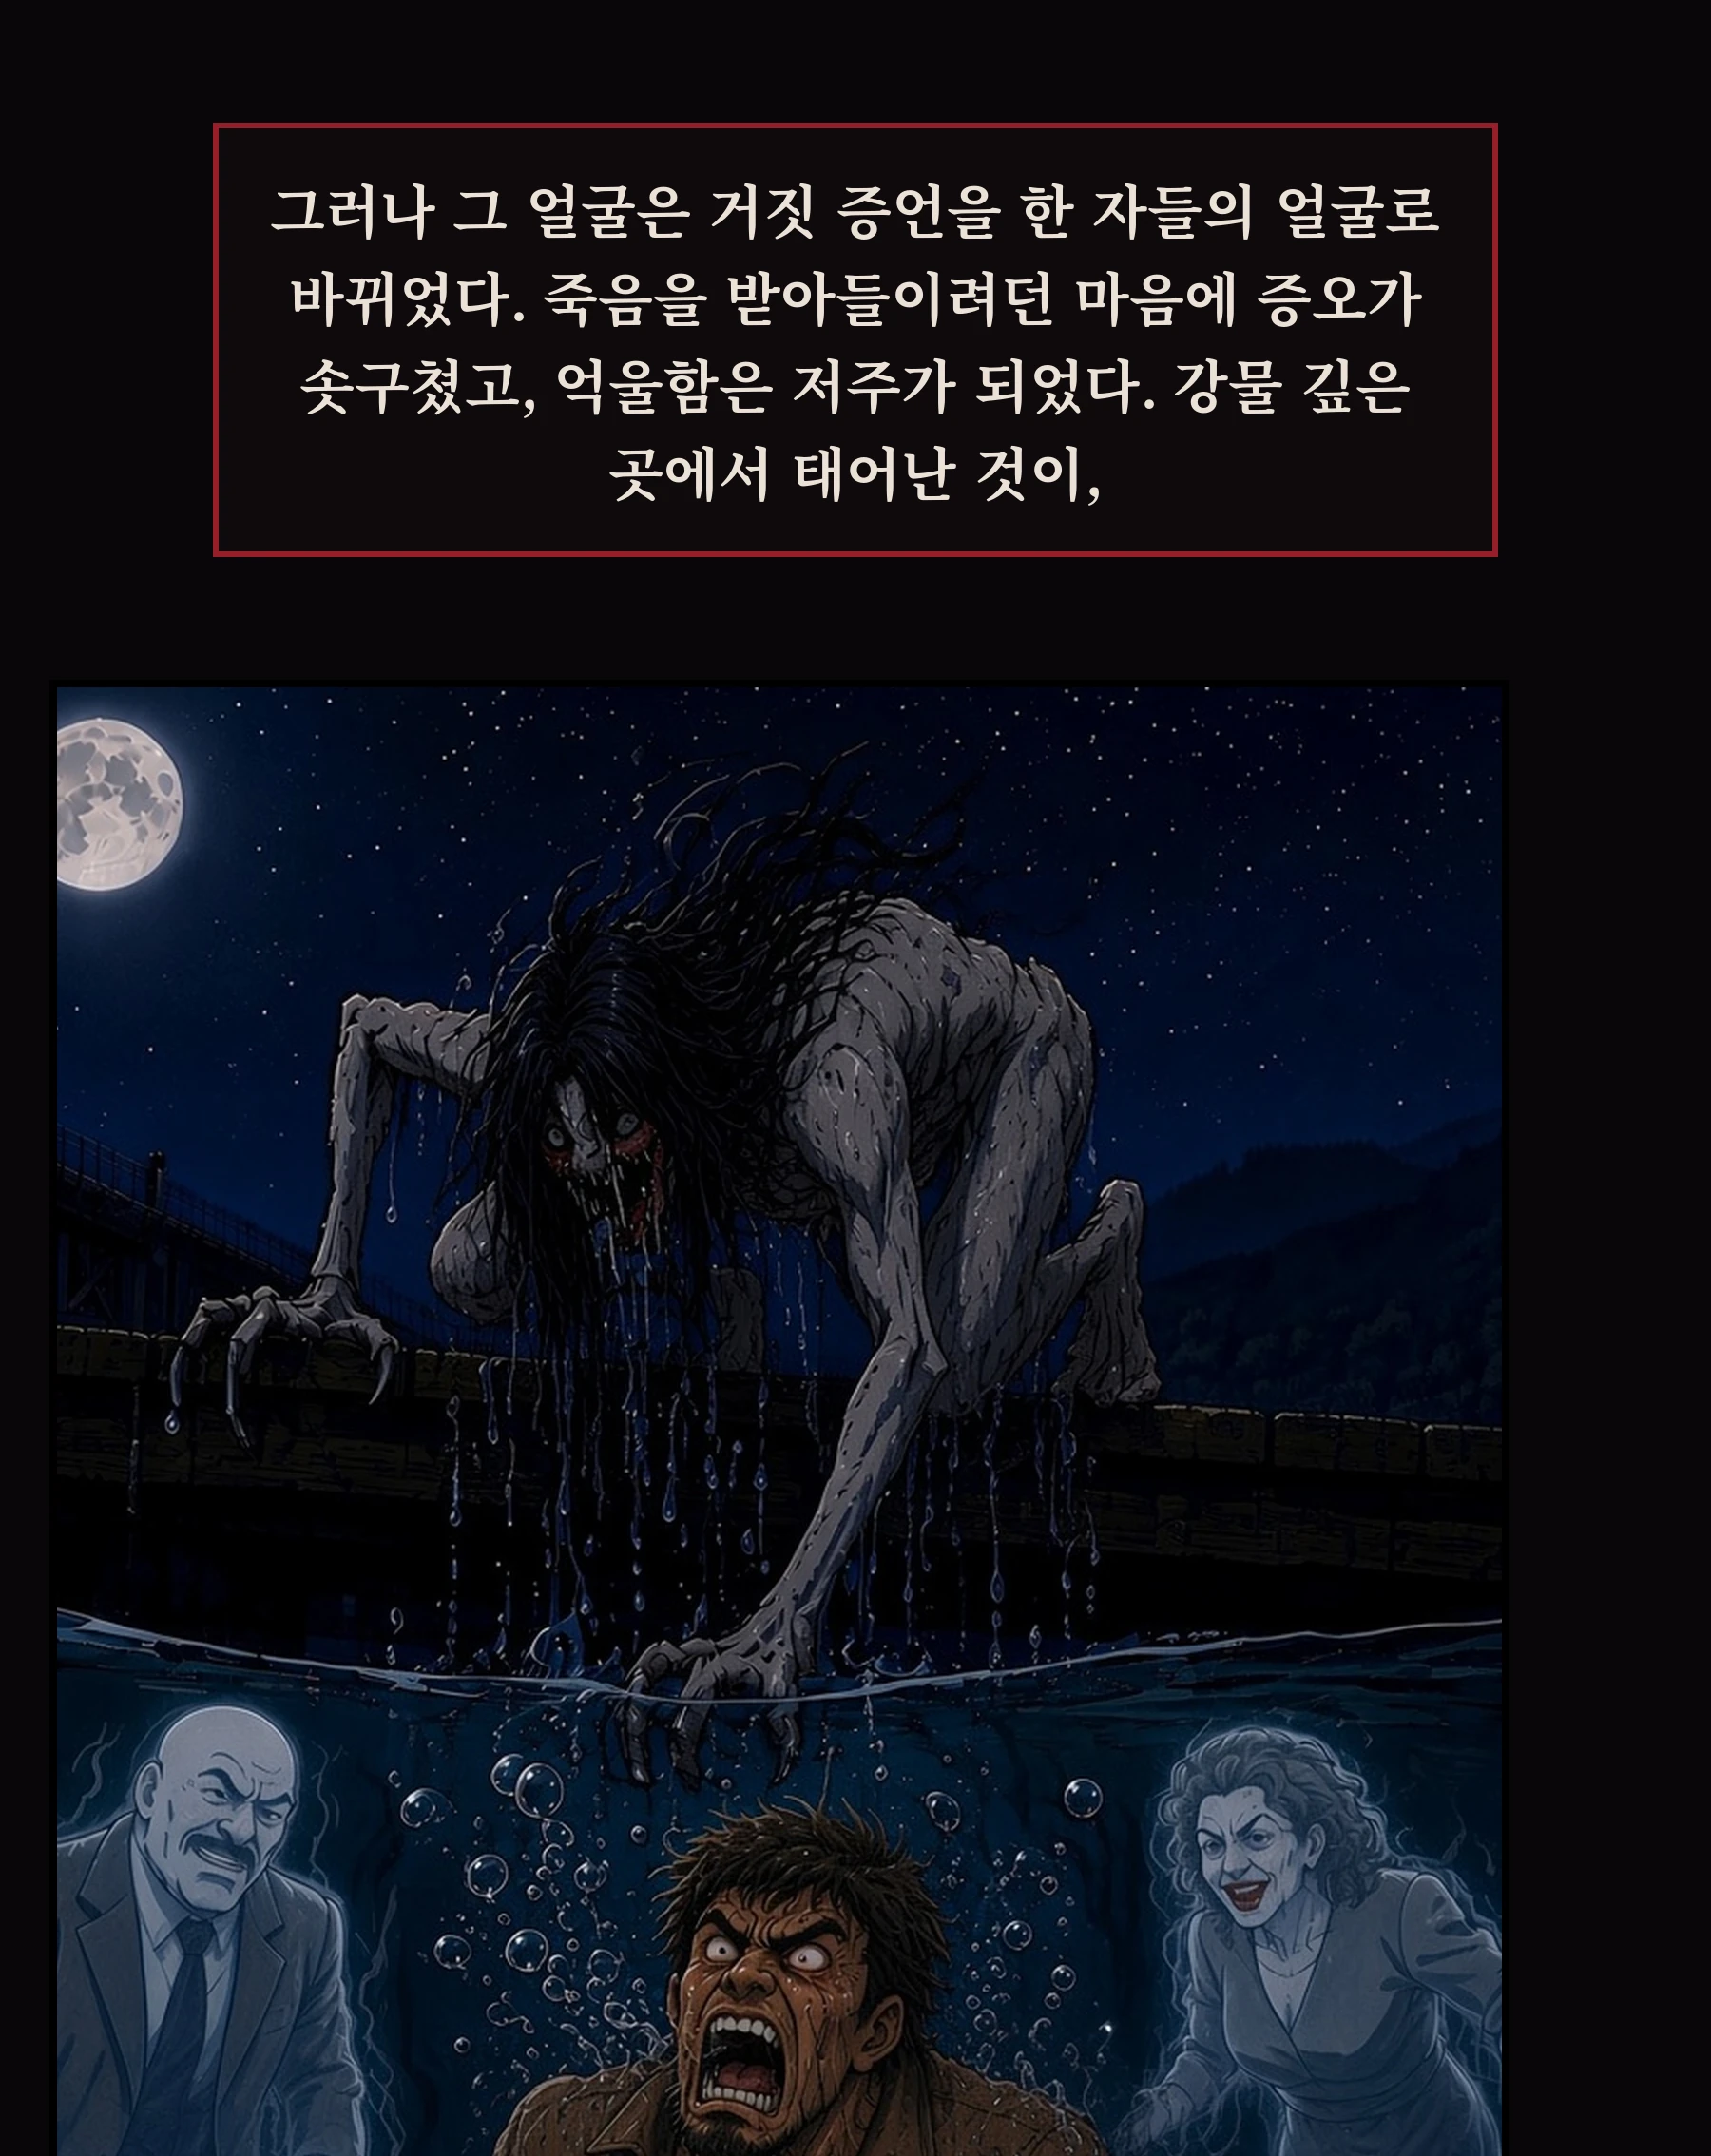 그러나 그 얼굴은 거짓 증언을 한 자들의 얼굴로
바뀌었다. 죽음을 받아들이려던 마음에 증오가
솟구쳤고, 억울함은 저주가 되었다. 강물 깊은
곳에서 태어난 것이,